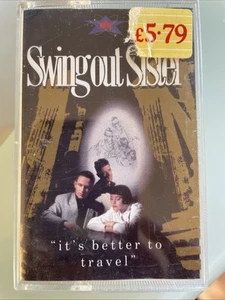 £5·79
Swing out Sister
"it's better to
travel"